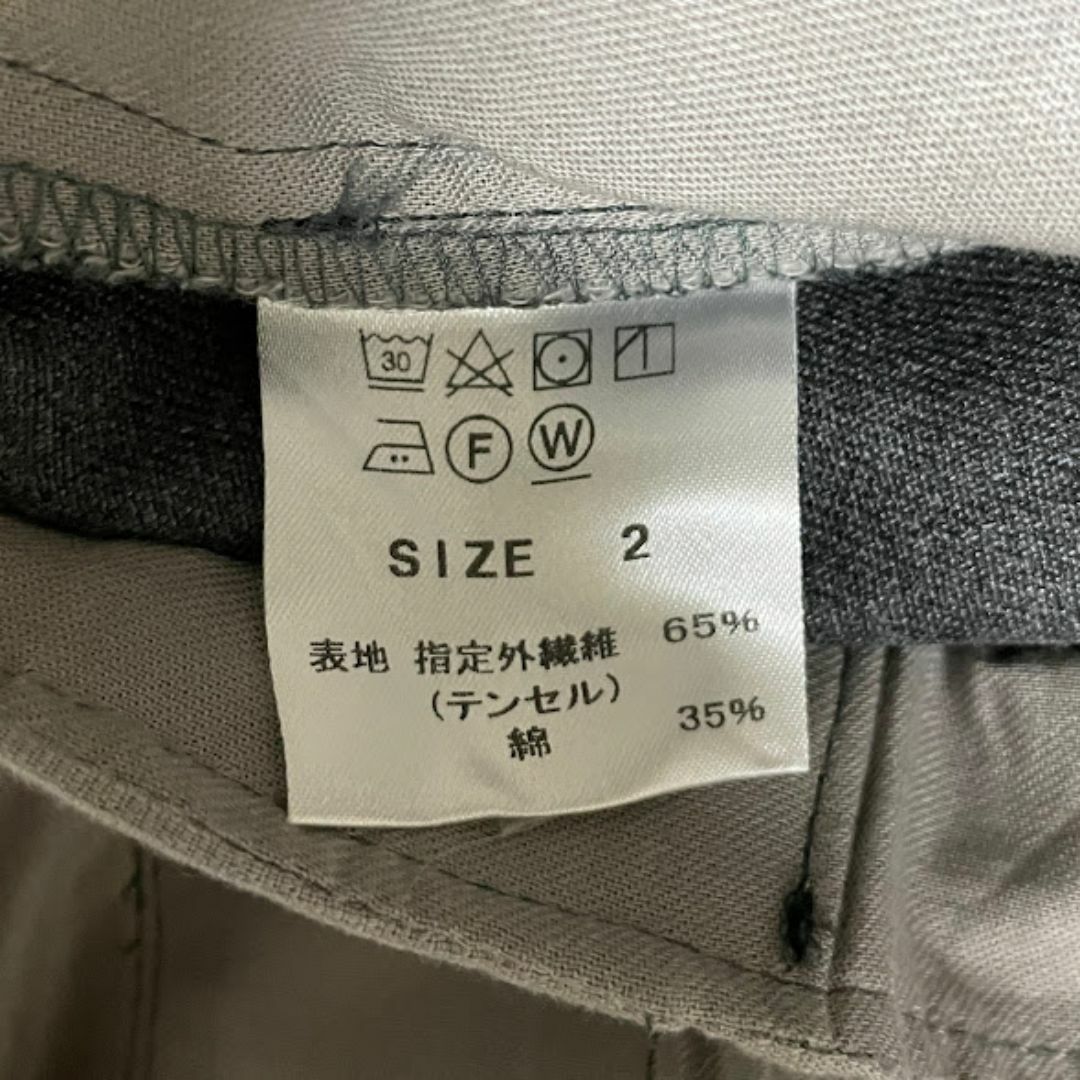 30
F W
SIZE 2
表地 指定外繊維 65%
(テンセル)
綿 35%